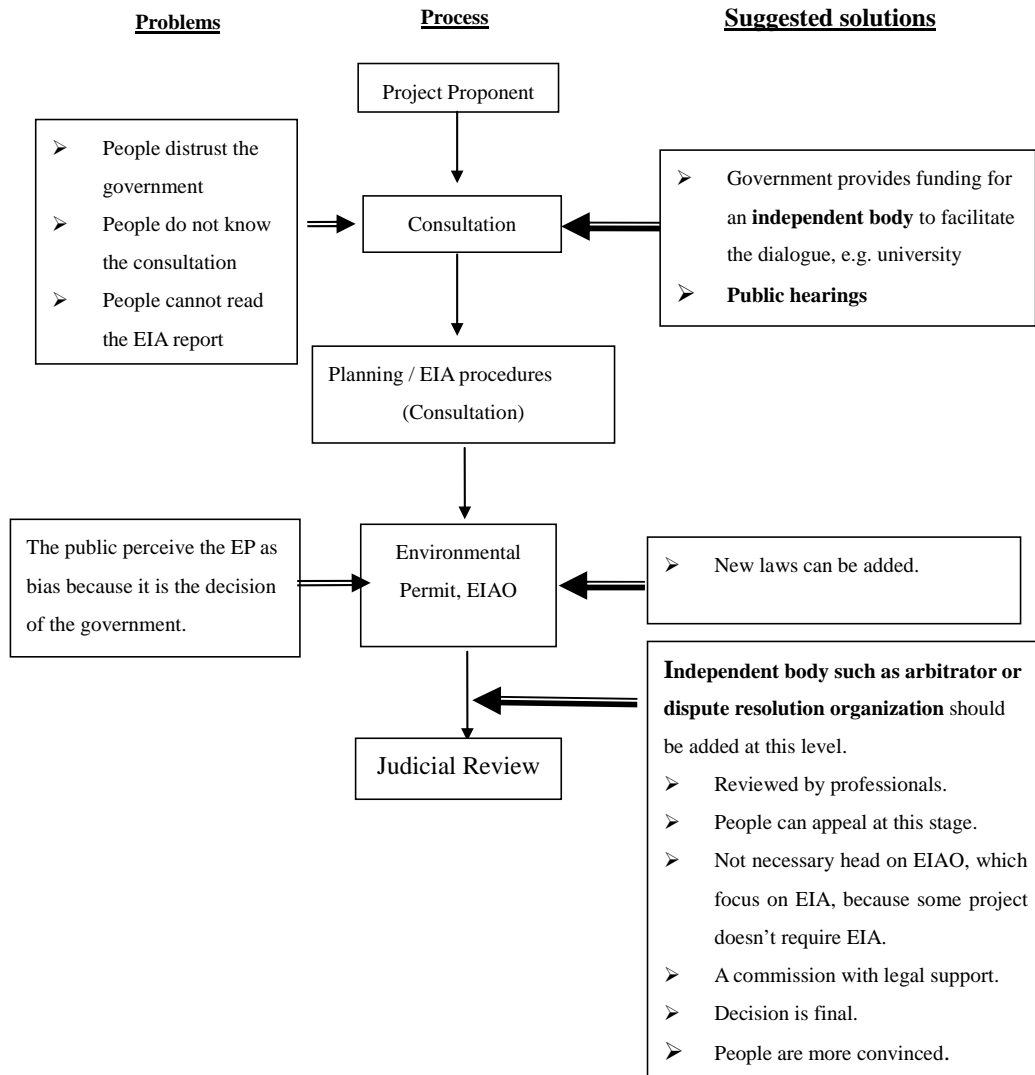 Problems
Process
Suggested solutions
Project Proponent
➢ People distrust the
government
➢ People do not know
the consultation
➢ People cannot read
the EIA report
Consultation
➢ Government provides funding for
an independent body to facilitate
the dialogue, e.g. university
➢ Public hearings
Planning / EIA procedures
(Consultation)
The public perceive the EP as
bias because it is the decision
of the government.
Environmental
Permit, EIAO
➢ New laws can be added.
Independent body such as arbitrator or
dispute resolution organization should
be added at this level.
➢ Reviewed by professionals.
➢ People can appeal at this stage.
➢ Not necessary head on EIAO, which
focus on EIA, because some project
doesn’t require EIA.
➢ A commission with legal support.
➢ Decision is final.
➢ People are more convinced.
Judicial Review